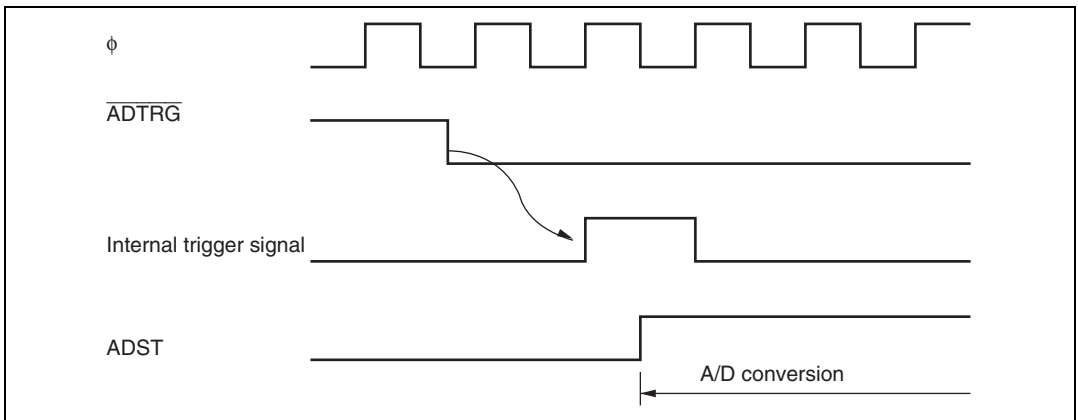 ϕ
ADTRG
Internal trigger signal
ADST
A/D conversion